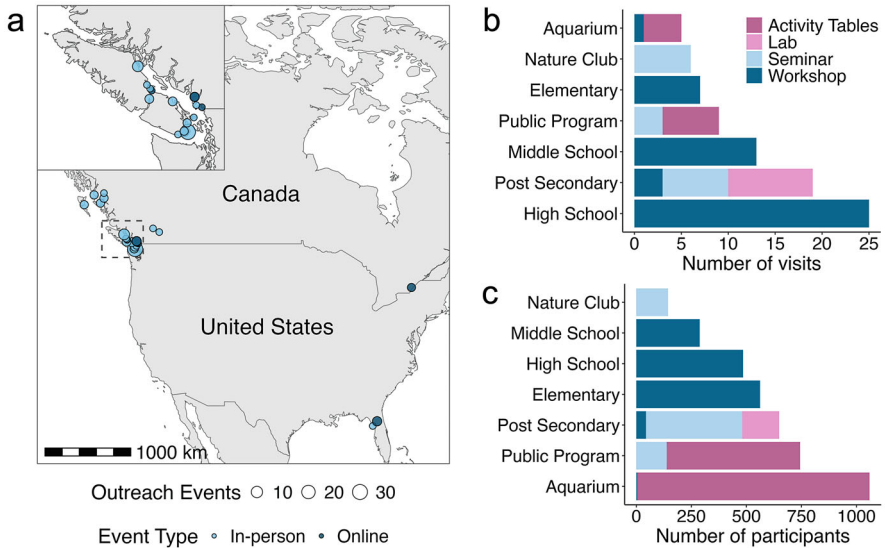 a
Canada
United States
1000 km
Outreach Events 10 20 30
Event Type In-person Online
b
Aquarium
Nature Club
Elementary
Public Program
Middle School
Post Secondary
High School
Activity Tables
Lab
Seminar
Workshop
0 5 10 15 20 25
Number of visits
c
Nature Club
Middle School
High School
Elementary
Post Secondary
Public Program
Aquarium
0 250 500 750 1000
Number of participants